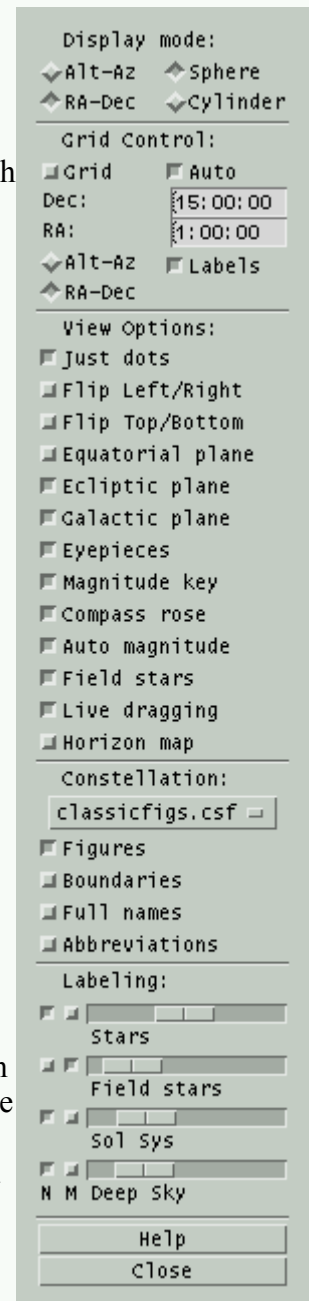 Display mode:
Alt-Az Sphere
RA-Dec Cylinder
Grid Control:
h
Grid Auto
Dec: 15:00:00
RA: 1:00:00
Alt-Az Labels
RA-Dec
View Options:
Just dots
Flip Left/Right
Flip Top/Bottom
Equatorial plane
Ecliptic plane
Galactic plane
Eyepieces
Magnitude key
Compass rose
Auto magnitude
Field stars
Live dragging
Horizon map
Constellation:
classicfigs.csf
Figures
Boundaries
Full names
Abbreviations
Labeling:
Stars
Field stars
e
Sol Sys
N M Deep Sky
Help
Close